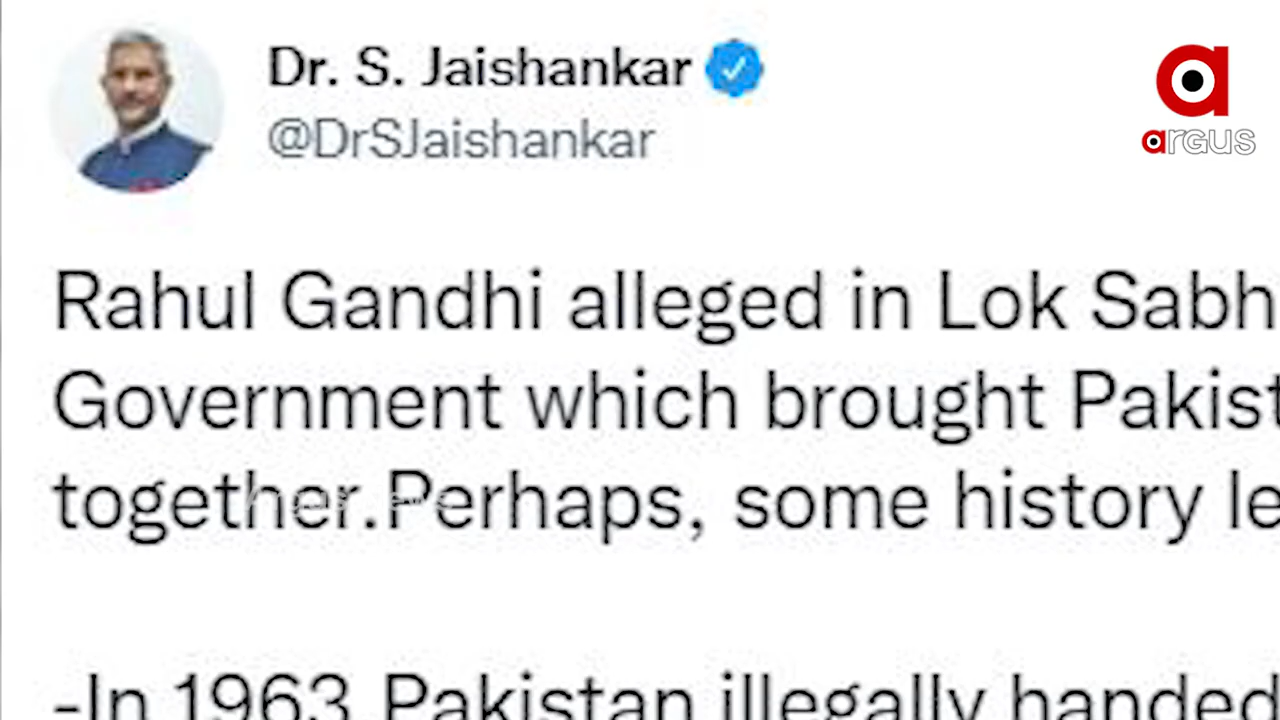 Dr. S. Jaishankar
@DrSJaishankar
argus
Rahul Gandhi alleged in Lok Sabh
Government which brought Pakist
together.Perhaps, some history le
-In 1963, Pakistan illegally handed